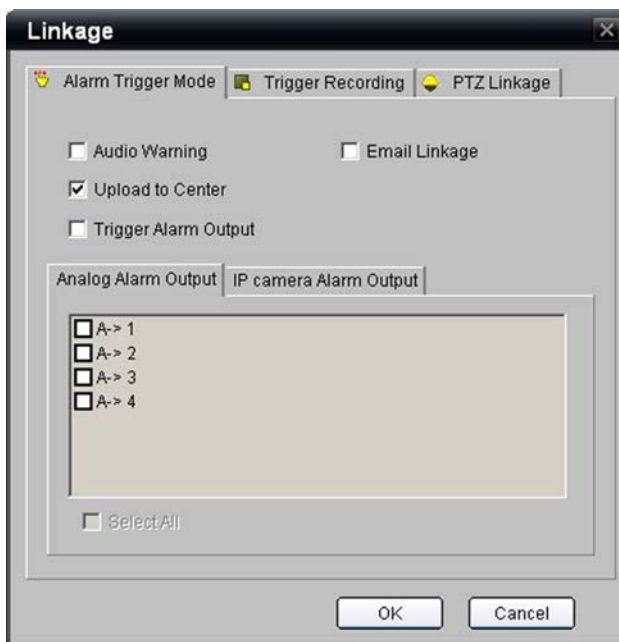 Linkage
Alarm Trigger Mode Trigger Recording PTZ Linkage
Audio Warning Email Linkage
Upload to Center
Trigger Alarm Output
Analog Alarm Output IP camera Alarm Output
A-> 1
A-> 2
A-> 3
A-> 4
Select All
OK Cancel